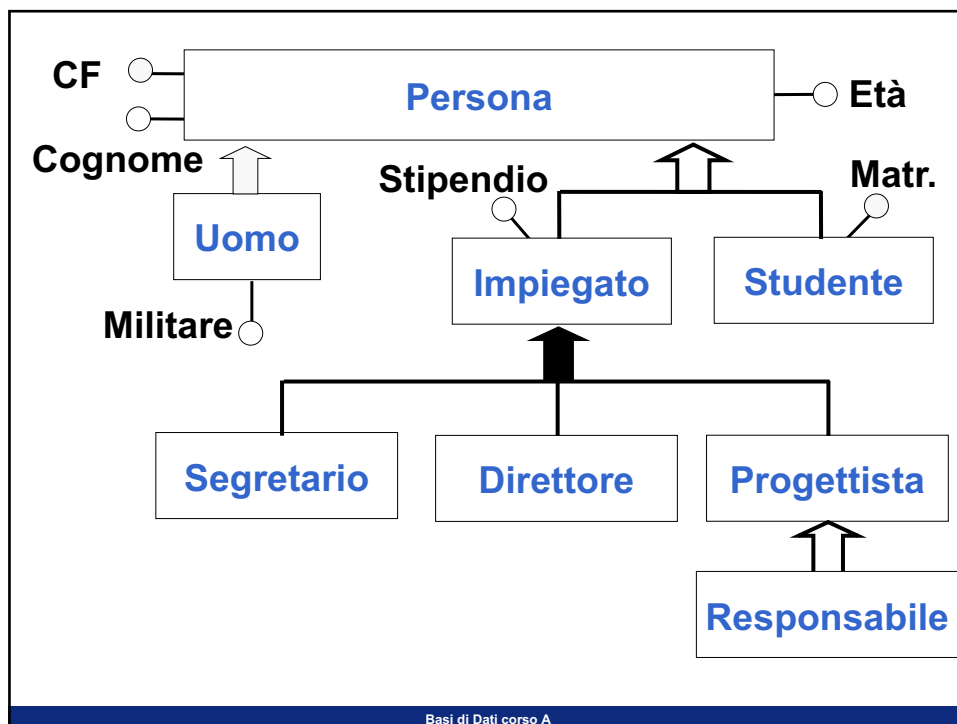 CF
Persona
Età
Cognome
Stipendio
Matr.
Uomo
Impiegato
Studente
Militare
Segretario
Direttore
Progettista
Responsabile
Basi di Dati corso A